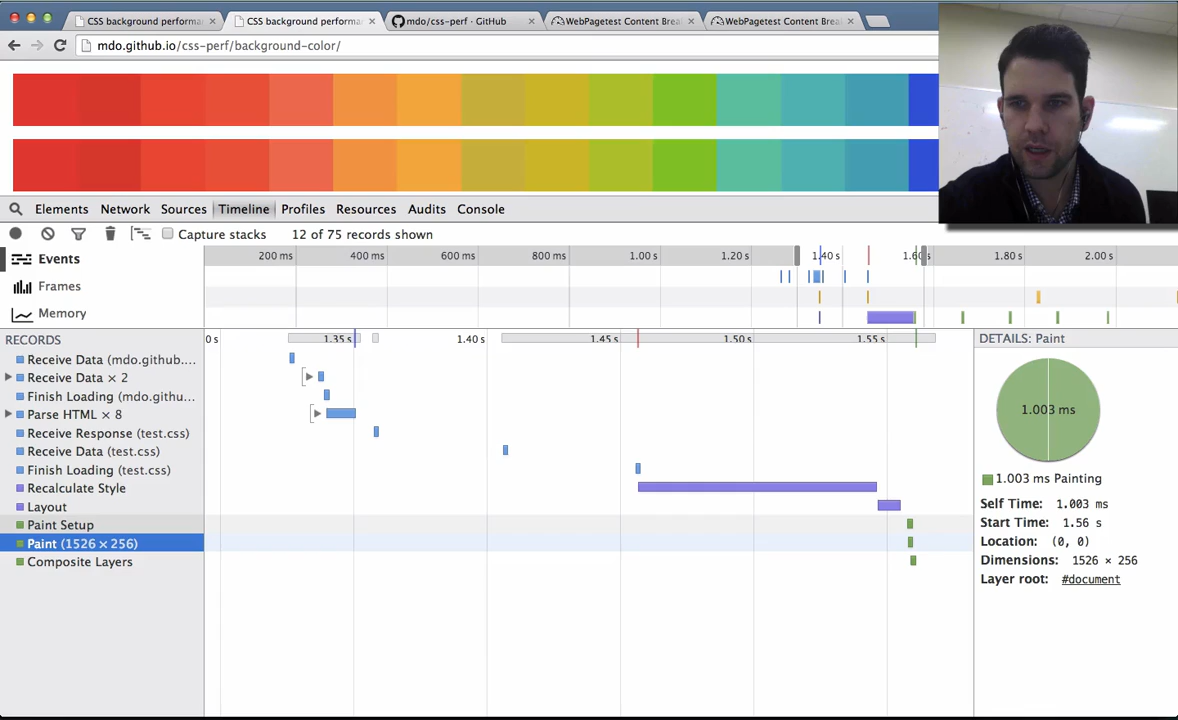 CSS background performa
CSS background performa
mdo/css-perf · GitHub
WebPagetest Content Brea
WebPagetest Content Brea
mdo.github.io/css-perf/background-color/
Elements Network Sources Timeline Profiles Resources Audits Console
Capture stacks 12 of 75 records shown
Events
Frames
Memory
200 ms 400 ms 600 ms 800 ms 1.00 s 1.20 s 1.40 s 1.60 s 1.80 s 2.00 s
RECORDS
0 s 1.35 s 1.40 s 1.45 s 1.50 s 1.55 s
Receive Data (mdo.github....
Receive Data × 2
Finish Loading (mdo.githu...
Parse HTML × 8
Receive Response (test.css)
Receive Data (test.css)
Finish Loading (test.css)
Recalculate Style
Layout
Paint Setup
Paint (1526 × 256)
Composite Layers
DETAILS: Paint
1.003 ms
1.003 ms Painting
Self Time: 1.003 ms
Start Time: 1.56 s
Location: (0, 0)
Dimensions: 1526 × 256
Layer root: #document